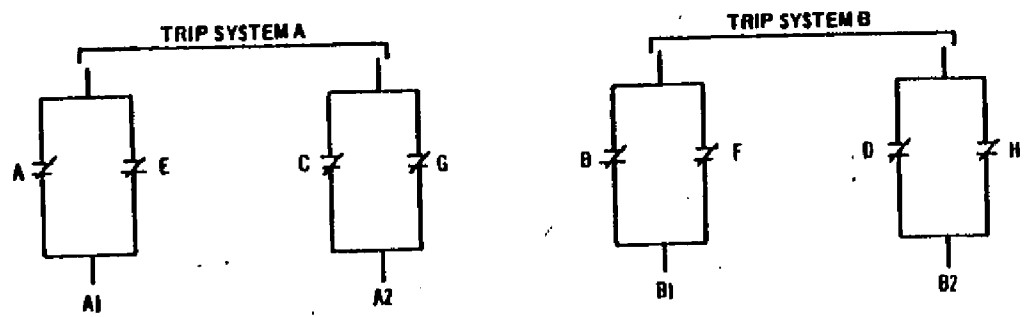 TRIP SYSTEM A
TRIP SYSTEM B
A E C G B F D H
A1 A2 B1 B2